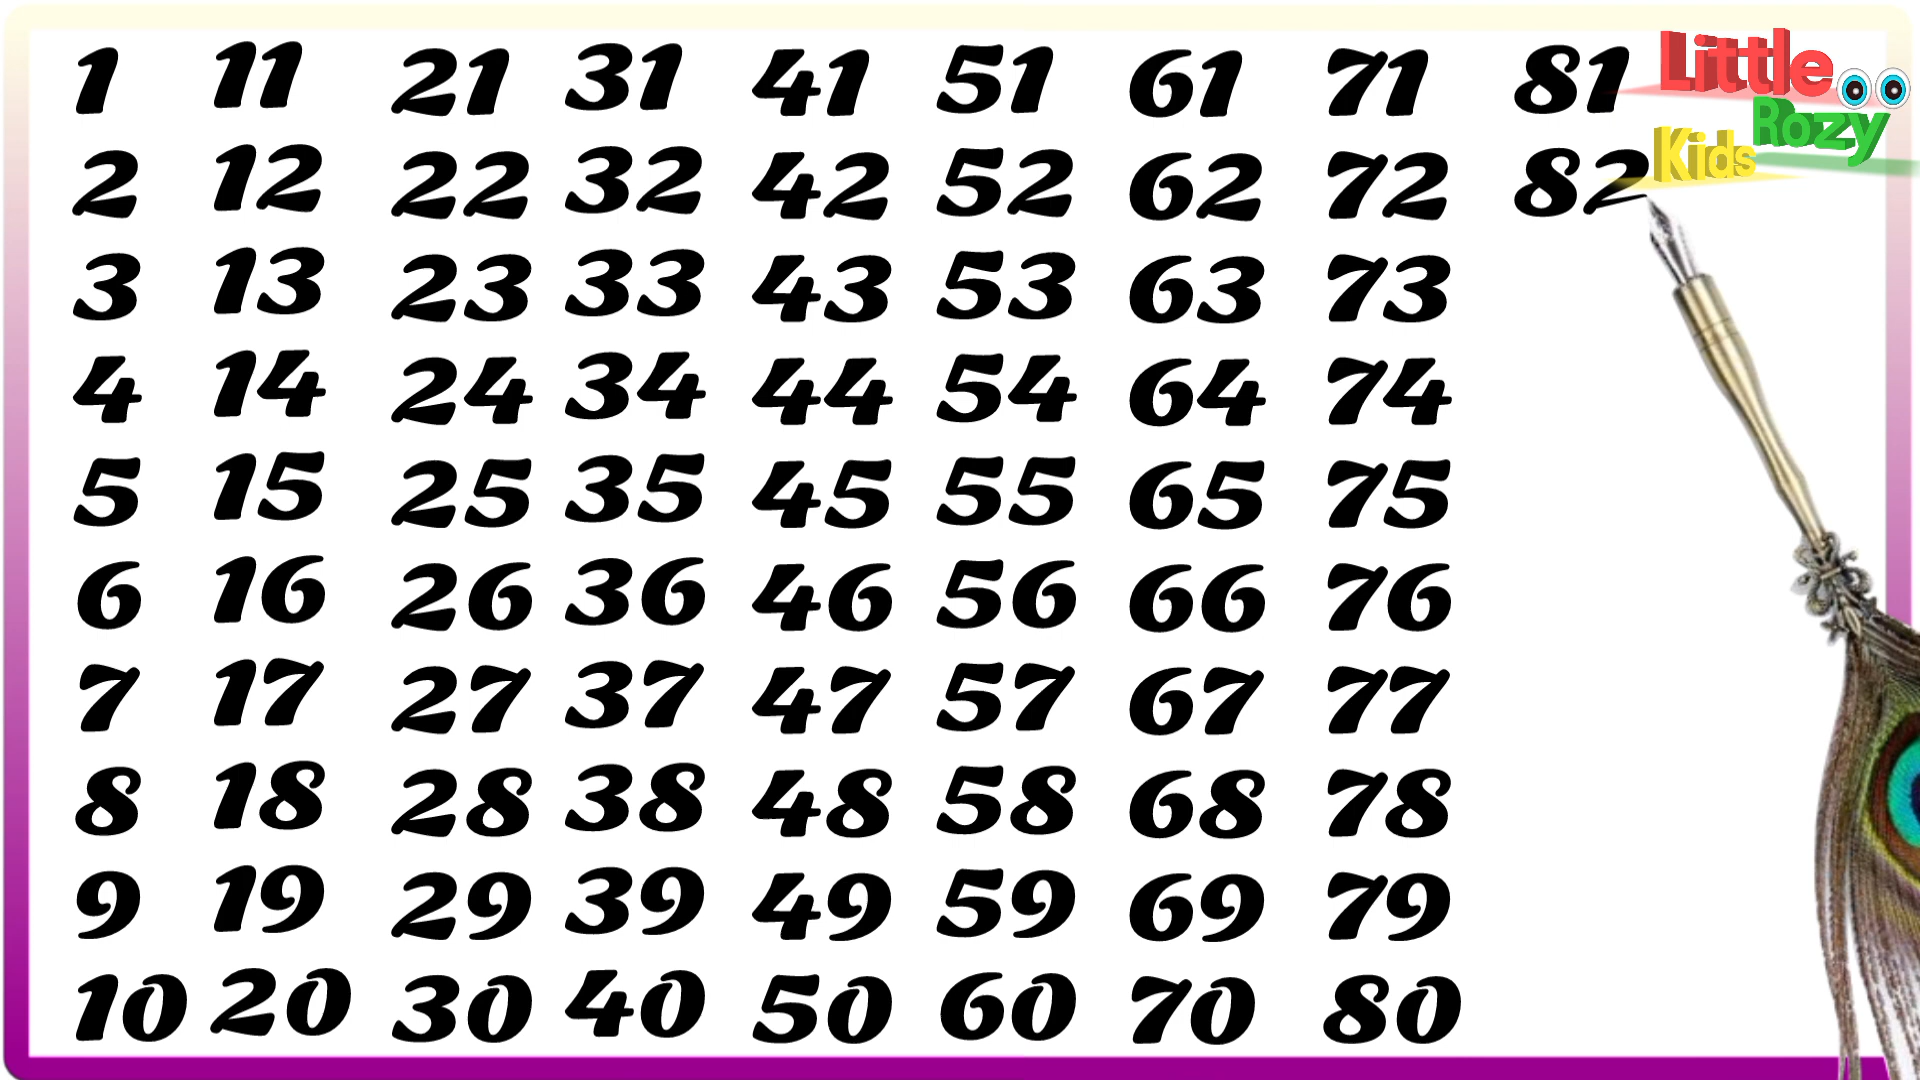 1 11 21 31 41 51 61 71 81
2 12 22 32 42 52 62 72 82
3 13 23 33 43 53 63 73
4 14 24 34 44 54 64 74
5 15 25 35 45 55 65 75
6 16 26 36 46 56 66 76
7 17 27 37 47 57 67 77
8 18 28 38 48 58 68 78
9 19 29 39 49 59 69 79
10 20 30 40 50 60 70 80
Little
Rozy
Kids